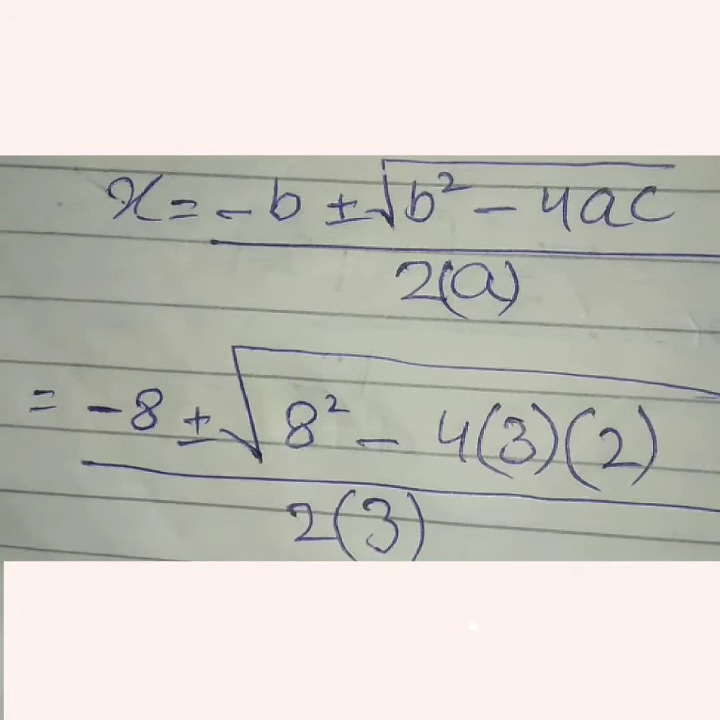 x = -b ± √b² - 4ac
2(a)
= -8 ± √8² - 4(3)(2)
2(3)